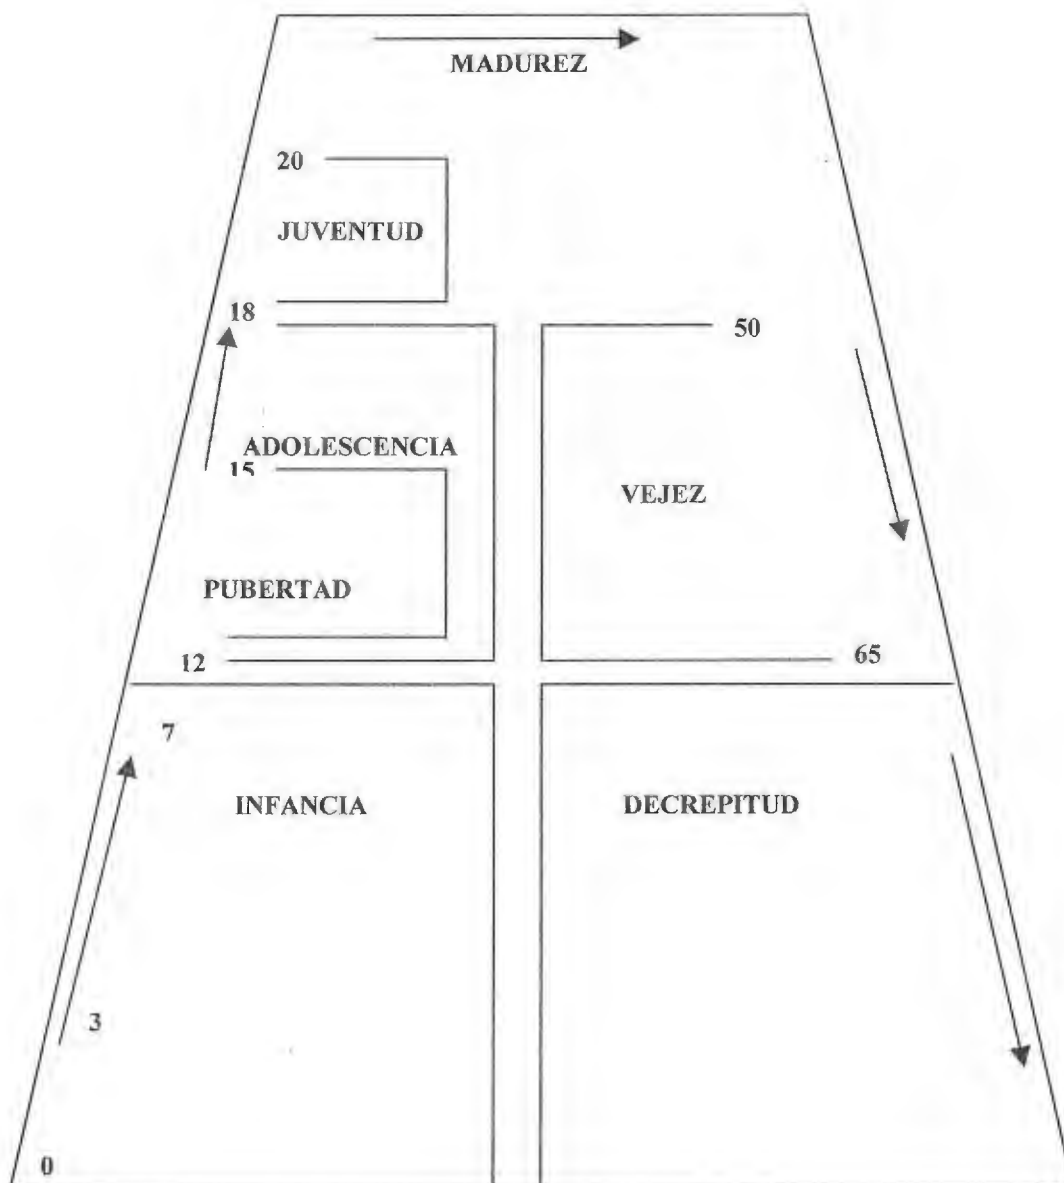 MADUREZ
20
JUVENTUD
18
50
ADOLESCENCIA
15
VEJEZ
PUBERTAD
12
65
7
INFANCIA
DECREPITUD
3
0